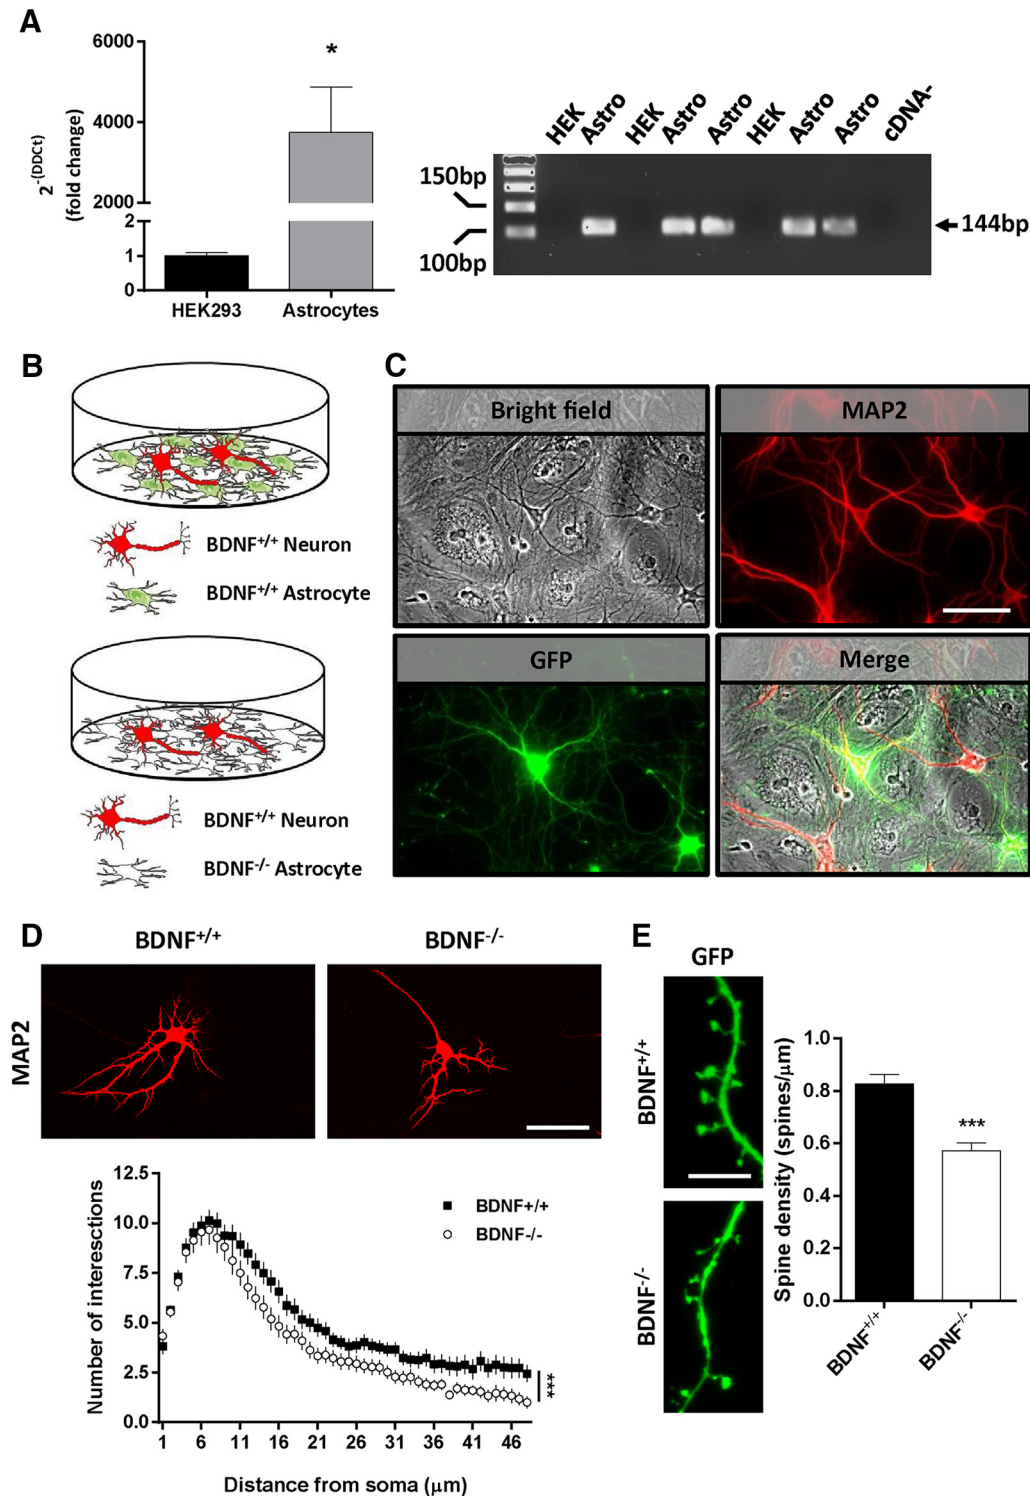 A
6000
4000
2000
2
1
0
2-(DDCt)
(fold change)
*
HEK293
Astrocytes
HEK
Astro
HEK
Astro
Astro
HEK
Astro
Astro
cDNA-
150bp
100bp
144bp
B
BDNF+/+ Neuron
BDNF+/+ Astrocyte
BDNF+/+ Neuron
BDNF-/- Astrocyte
C
Bright field
MAP2
GFP
Merge
D
BDNF+/+
BDNF-/-
MAP2
12.5
10.0
7.5
5.0
2.5
0.0
Number of interesctions
BDNF+/+
BDNF-/-
***
1 6 11 16 21 26 31 36 41 46
Distance from soma (μm)
E
GFP
BDNF+/+
BDNF-/-
1.0
0.8
0.6
0.4
0.2
0.0
Spine density (spines/μm)
***
BDNF+/+
BDNF-/-